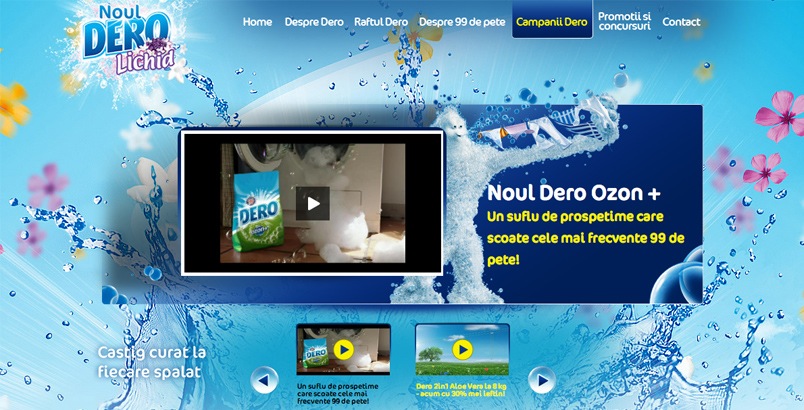 Noul
DERO
Lichid
Home
Despre Dero
Raftul Dero
Despre 99 de pete
Campanii Dero
Promotii si
concursuri
Contact
DERO
ozon+
Noul Dero Ozon +
Un suflu de prospetime care
scoate cele mai frecvente 99 de
pete!
Castig curat la
fiecare spalat
DERO
Un suflu de prospetime
care scoate cele mai
frecvente 99 de pete!
Dero 2in1 Aloe Vera la 8 kg
- acum cu 30% mai ieftin!